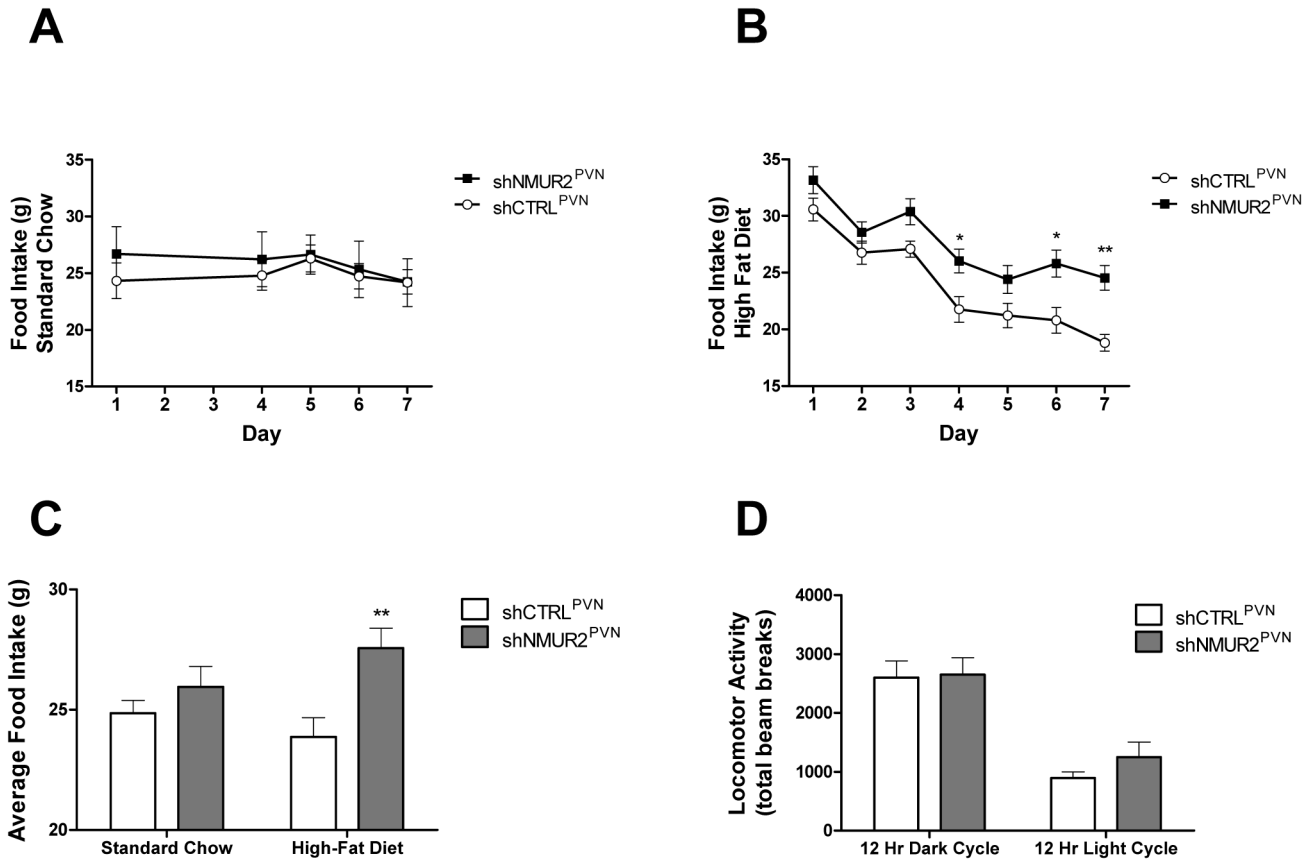 A
Food Intake (g)
Standard Chow
35
30
25
20
15
1 2 3 4 5 6 7
Day
shNMUR2PVN
shCTRLPVN
B
Food Intake (g)
High Fat Diet
35
30
25
20
15
* * **
1 2 3 4 5 6 7
Day
shCTRLPVN
shNMUR2PVN
C
Average Food Intake (g)
30
25
20
**
Standard Chow High-Fat Diet
shCTRLPVN
shNMUR2PVN
D
Locomotor Activity
(total beam breaks)
4000
3000
2000
1000
0
12 Hr Dark Cycle 12 Hr Light Cycle
shCTRLPVN
shNMUR2PVN